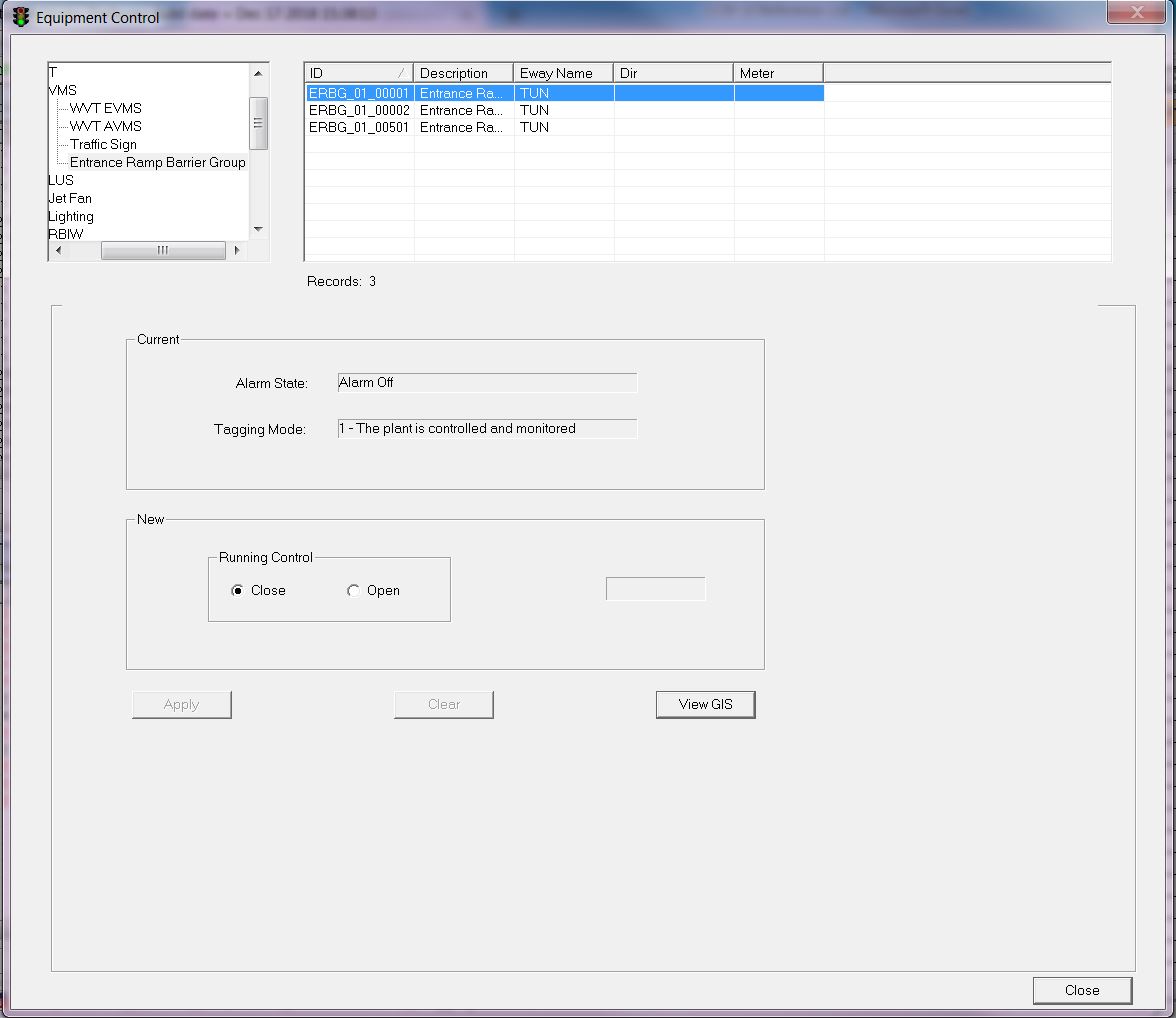 Equipment Control
T
VMS
WVT EVMS
WVT AVMS
Traffic Sign
Entrance Ramp Barrier Group
LUS
Jet Fan
Lighting
RBIW
ID Description Eway Name Dir Meter
ERBG_01_00001 Entrance Ra... TUN
ERBG_01_00002 Entrance Ra... TUN
ERBG_01_00501 Entrance Ra... TUN
Records: 3
Current
Alarm State: Alarm Off
Tagging Mode: 1 - The plant is controlled and monitored
New
Running Control
Close Open
Apply Clear View GIS
Close